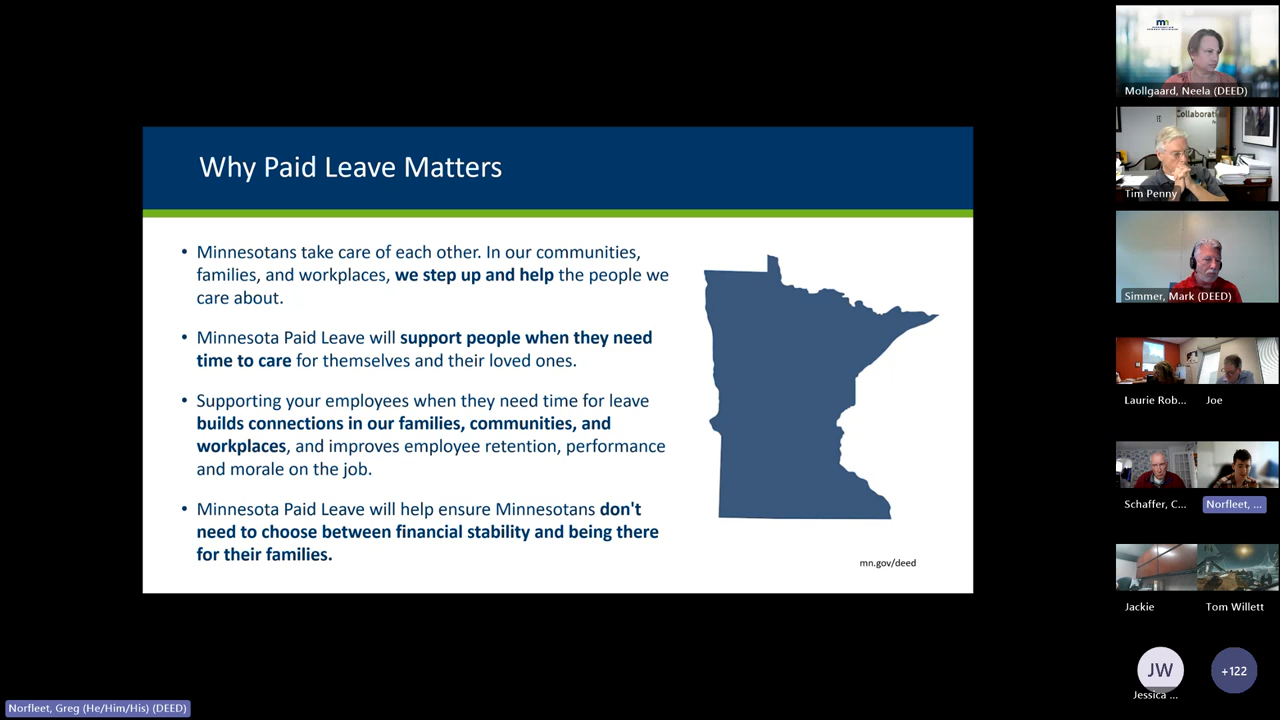 Why Paid Leave Matters
• Minnesotans take care of each other. In our communities,
families, and workplaces, we step up and help the people we
care about.
• Minnesota Paid Leave will support people when they need
time to care for themselves and their loved ones.
• Supporting your employees when they need time for leave
builds connections in our families, communities, and
workplaces, and improves employee retention, performance
and morale on the job.
• Minnesota Paid Leave will help ensure Minnesotans don't
need to choose between financial stability and being there
for their families.
mn.gov/deed
mn
Mollgaard, Neela (DEED)
Collaborati
Tim Penny
Simmer, Mark (DEED)
Laurie Rob...
Joe
Schaffer, C...
Norfleet, ...
Jackie
Tom Willett
JW
+122
Jessica ...
Norfleet, Greg (He/Him/His) (DEED)